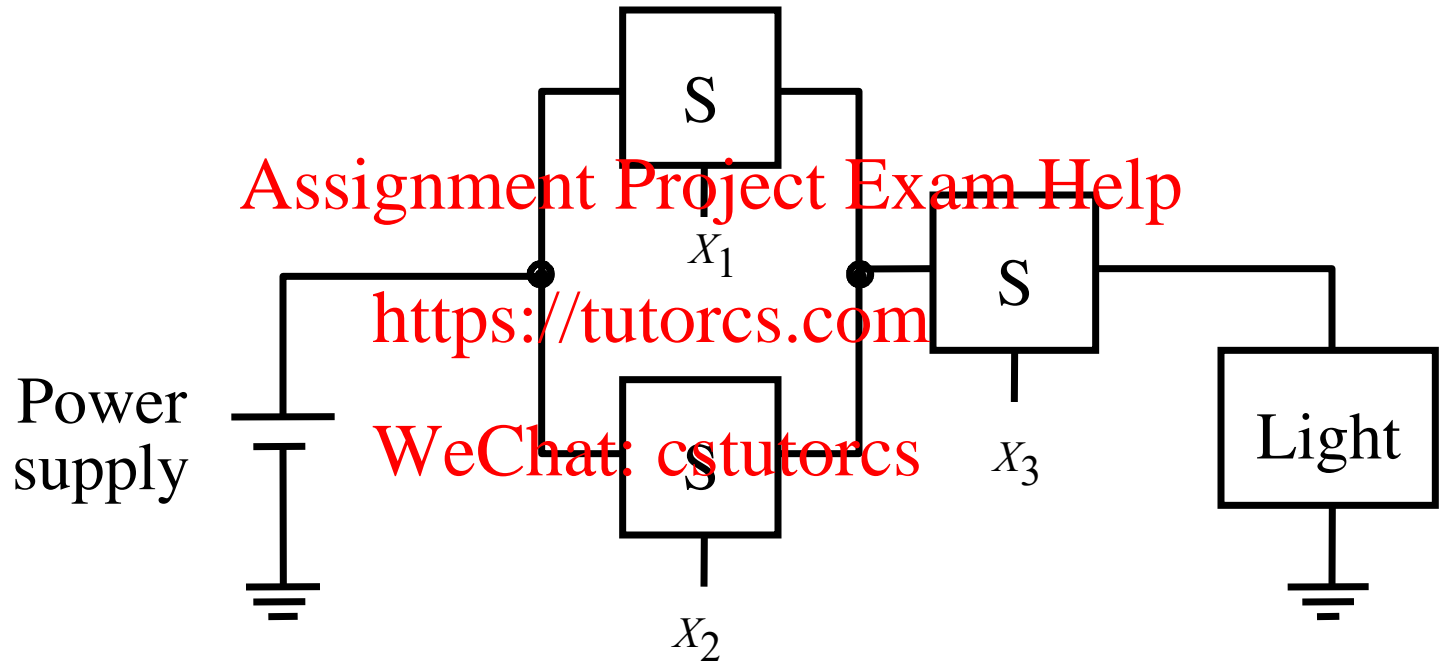 S
Assignment Project Exam Help
X1
S
https://tutorcs.com
Power
supply
WeChat: cstutorcs
S
X3
Light
X2